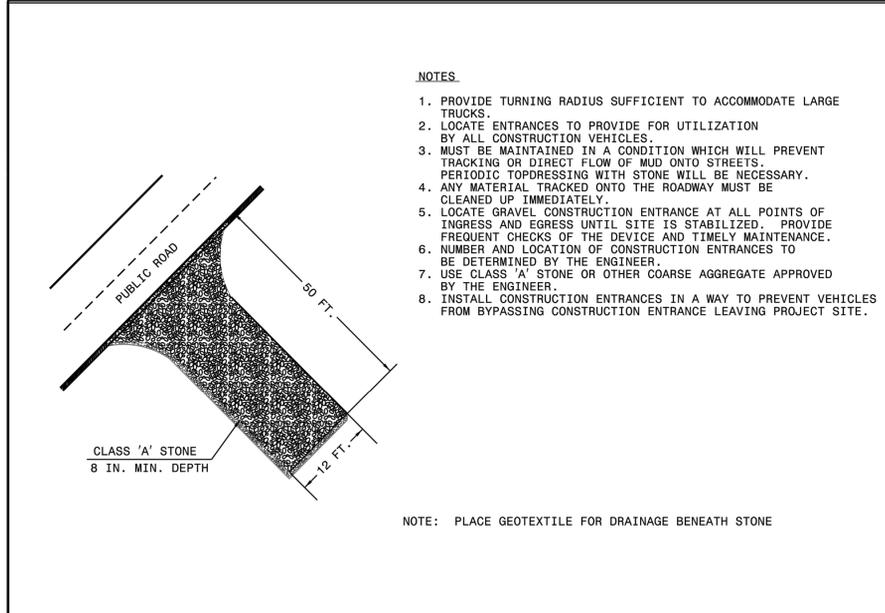 NOTES
1. PROVIDE TURNING RADIUS SUFFICIENT TO ACCOMMODATE LARGE
TRUCKS.
2. LOCATE ENTRANCES TO PROVIDE FOR UTILIZATION
BY ALL CONSTRUCTION VEHICLES.
3. MUST BE MAINTAINED IN A CONDITION WHICH WILL PREVENT
TRACKING OR DIRECT FLOW OF MUD ONTO STREETS.
PERIODIC TOPDRESSING WITH STONE WILL BE NECESSARY.
4. ANY MATERIAL TRACKED ONTO THE ROADWAY MUST BE
CLEANED UP IMMEDIATELY.
5. LOCATE GRAVEL CONSTRUCTION ENTRANCE AT ALL POINTS OF
INGRESS AND EGRESS UNTIL SITE IS STABILIZED. PROVIDE
FREQUENT CHECKS OF THE DEVICE AND TIMELY MAINTENANCE.
6. NUMBER AND LOCATION OF CONSTRUCTION ENTRANCES TO
BE DETERMINED BY THE ENGINEER.
7. USE CLASS 'A' STONE OR OTHER COARSE AGGREGATE APPROVED
BY THE ENGINEER.
8. INSTALL CONSTRUCTION ENTRANCES IN A WAY TO PREVENT VEHICLES
FROM BYPASSING CONSTRUCTION ENTRANCE LEAVING PROJECT SITE.
PUBLIC ROAD
50 FT.
12 FT.
CLASS 'A' STONE
8 IN. MIN. DEPTH
NOTE: PLACE GEOTEXTILE FOR DRAINAGE BENEATH STONE